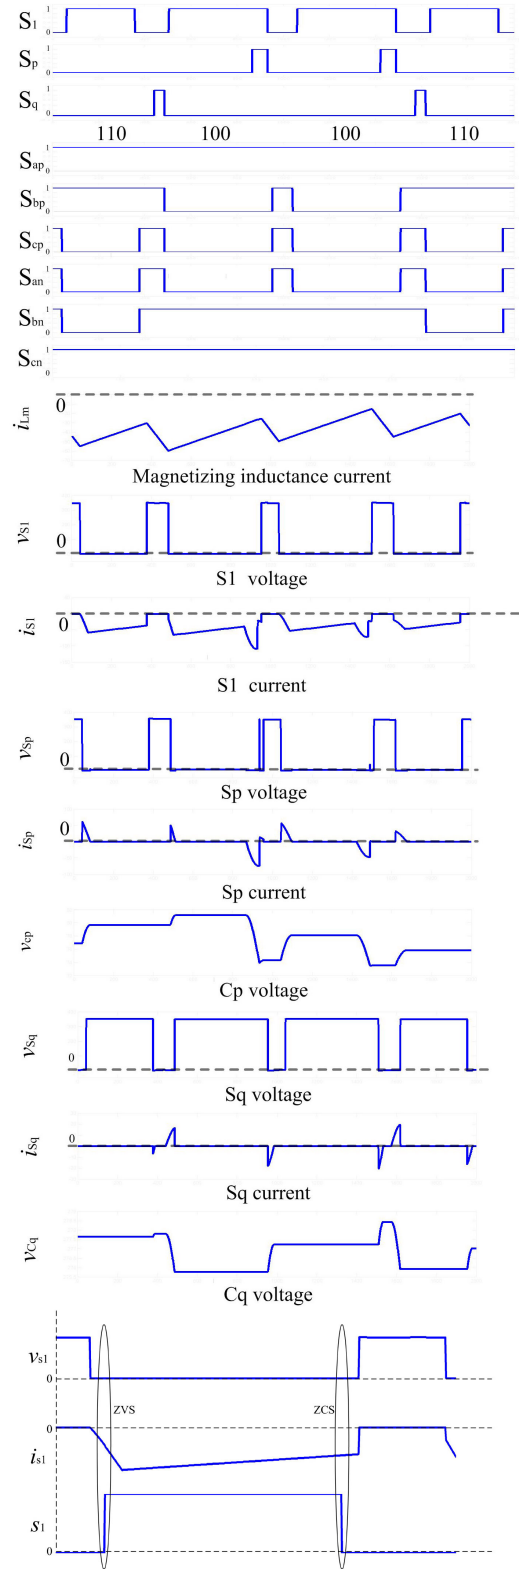 S1 1 0
Sp 1 0
Sq 1 0
110 100 100 110
Sap 1 0
Sbp 1 0
Scp 1 0
San 1 0
Sbn 1 0
Scn 1 0
iLm 0
Magnetizing inductance current
vS1 0
S1 voltage
iS1 0
S1 current
vSp 0
Sp voltage
iSp 0
Sp current
vcp
Cp voltage
vSq 0
Sq voltage
iSq 0
Sq current
vCq
Cq voltage
vs1 0
ZVS ZCS
is1 0
s1 0